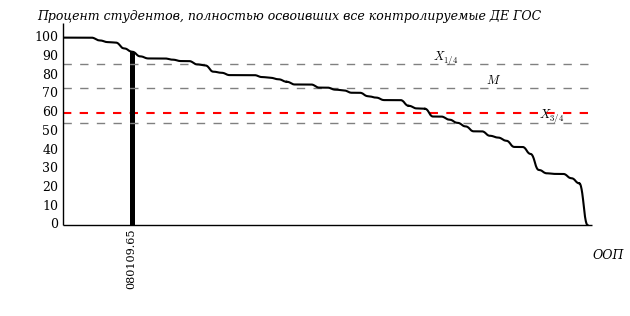 Процент студентов, полностью освоивших все контролируемые ДЕ ГОС
100
90
80
70
60
50
40
30
20
10
0
X1/4
M
X3/4
080109.65
ООП